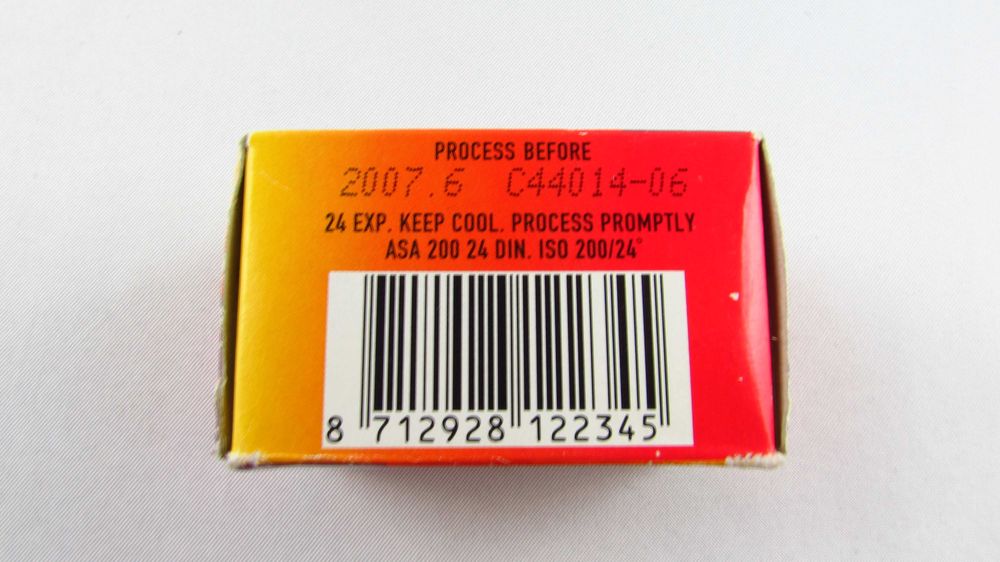 PROCESS BEFORE
2007.6 C44014-06
24 EXP. KEEP COOL. PROCESS PROMPTLY
ASA 200 24 DIN. ISO 200/24°
8 712928 122345